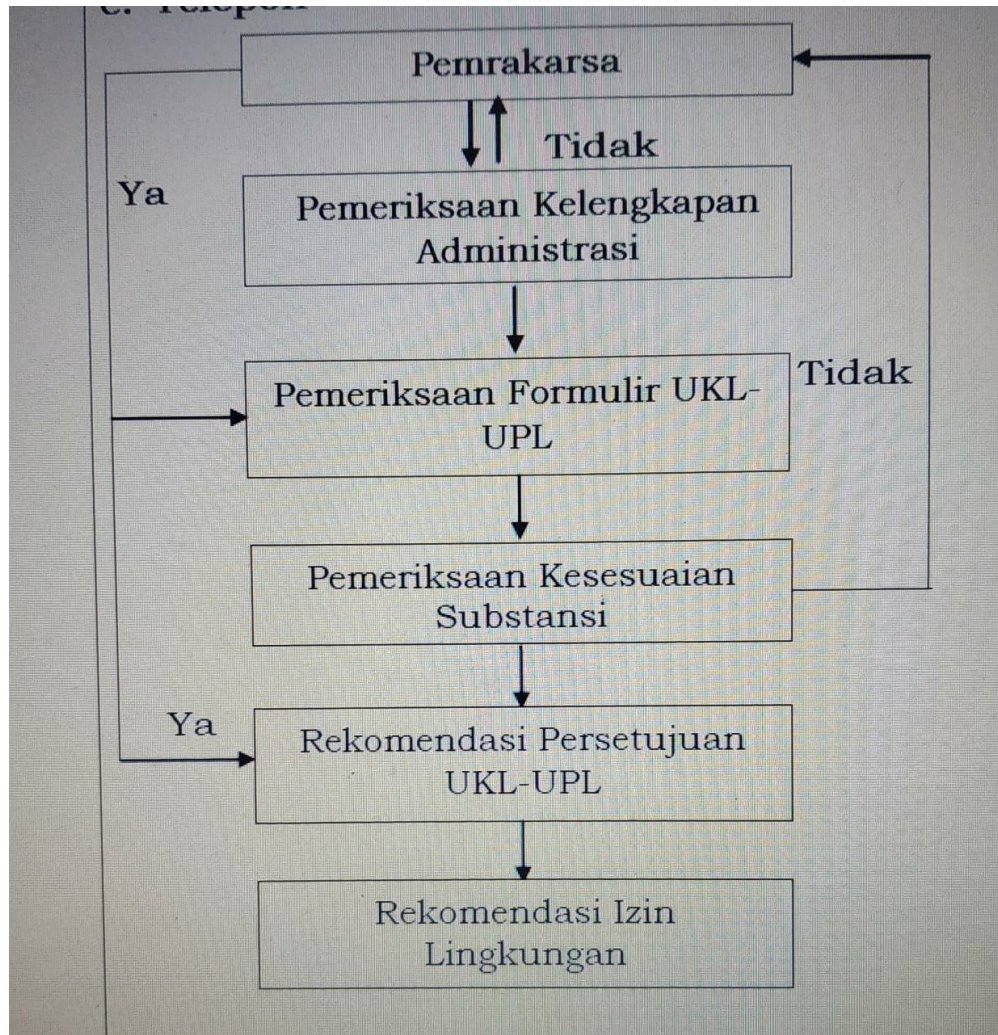 c. Telepon
Pemrakarsa
Tidak
Ya
Pemeriksaan Kelengkapan
Administrasi
Pemeriksaan Formulir UKL-
UPL
Tidak
Pemeriksaan Kesesuaian
Substansi
Ya
Rekomendasi Persetujuan
UKL-UPL
Rekomendasi Izin
Lingkungan